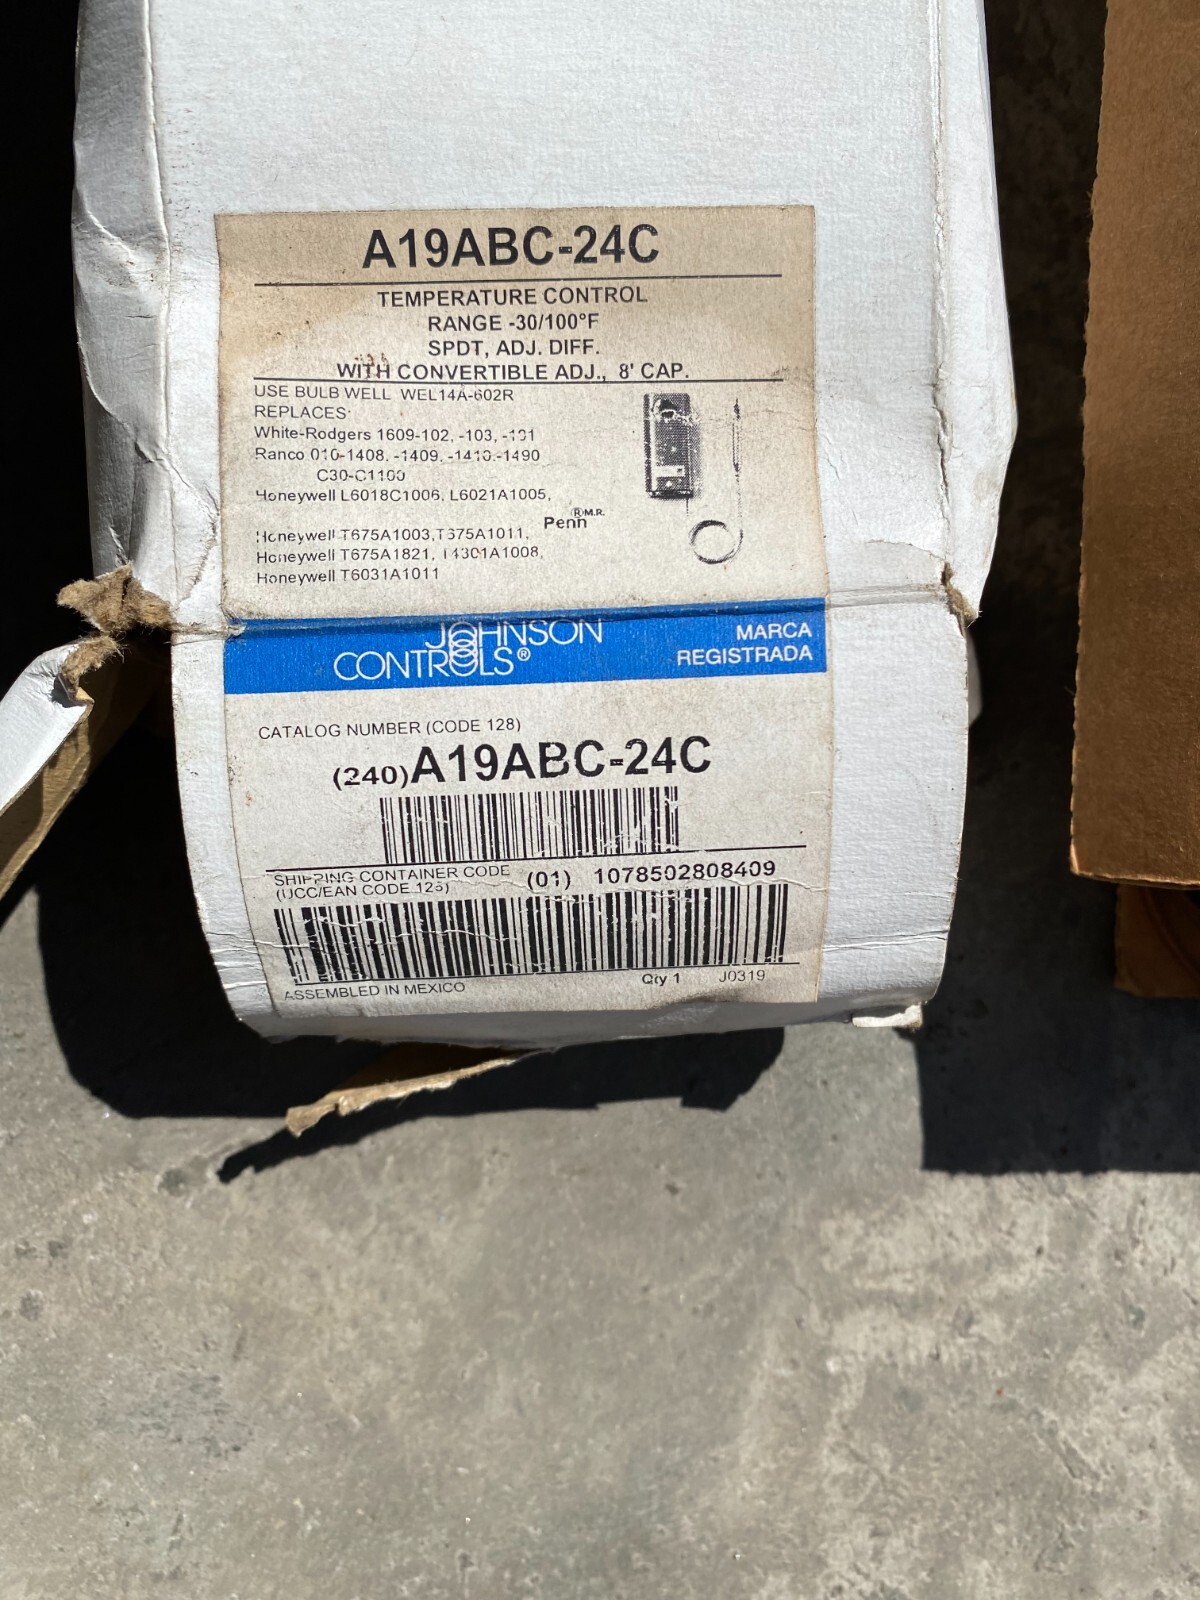 A19ABC-24C
TEMPERATURE CONTROL
RANGE -30/100°F
SPDT, ADJ. DIFF.
WITH CONVERTIBLE ADJ., 8' CAP.
USE BULB WELL WEL14A-602R
REPLACES:
White-Rodgers 1609-102, -103, -101
Ranco 010-1408, -1409, -1410,-1490
C30-C1100
Honeywell L6018C1006, L6021A1005,
Penn ® M.R.
Honeywell T675A1003,T675A1011,
Honeywell T675A1821, T4301A1008,
Honeywell T6031A1011
JOHNSON
CONTROLS®
MARCA
REGISTRADA
CATALOG NUMBER (CODE 128)
(240)A19ABC-24C
SHIPPING CONTAINER CODE
(UCC/EAN CODE 128)
(01) 1078502808409
ASSEMBLED IN MEXICO
Qty 1 J0319